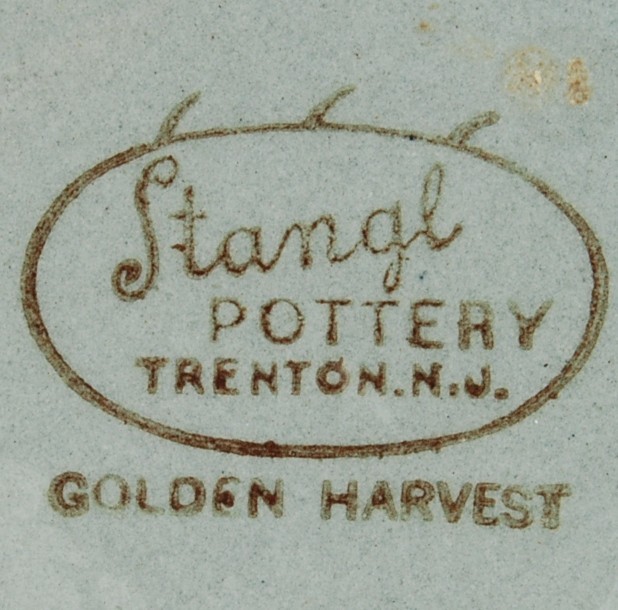 Stangl
POTTERY
TRENTON.N.J.
GOLDEN HARVEST